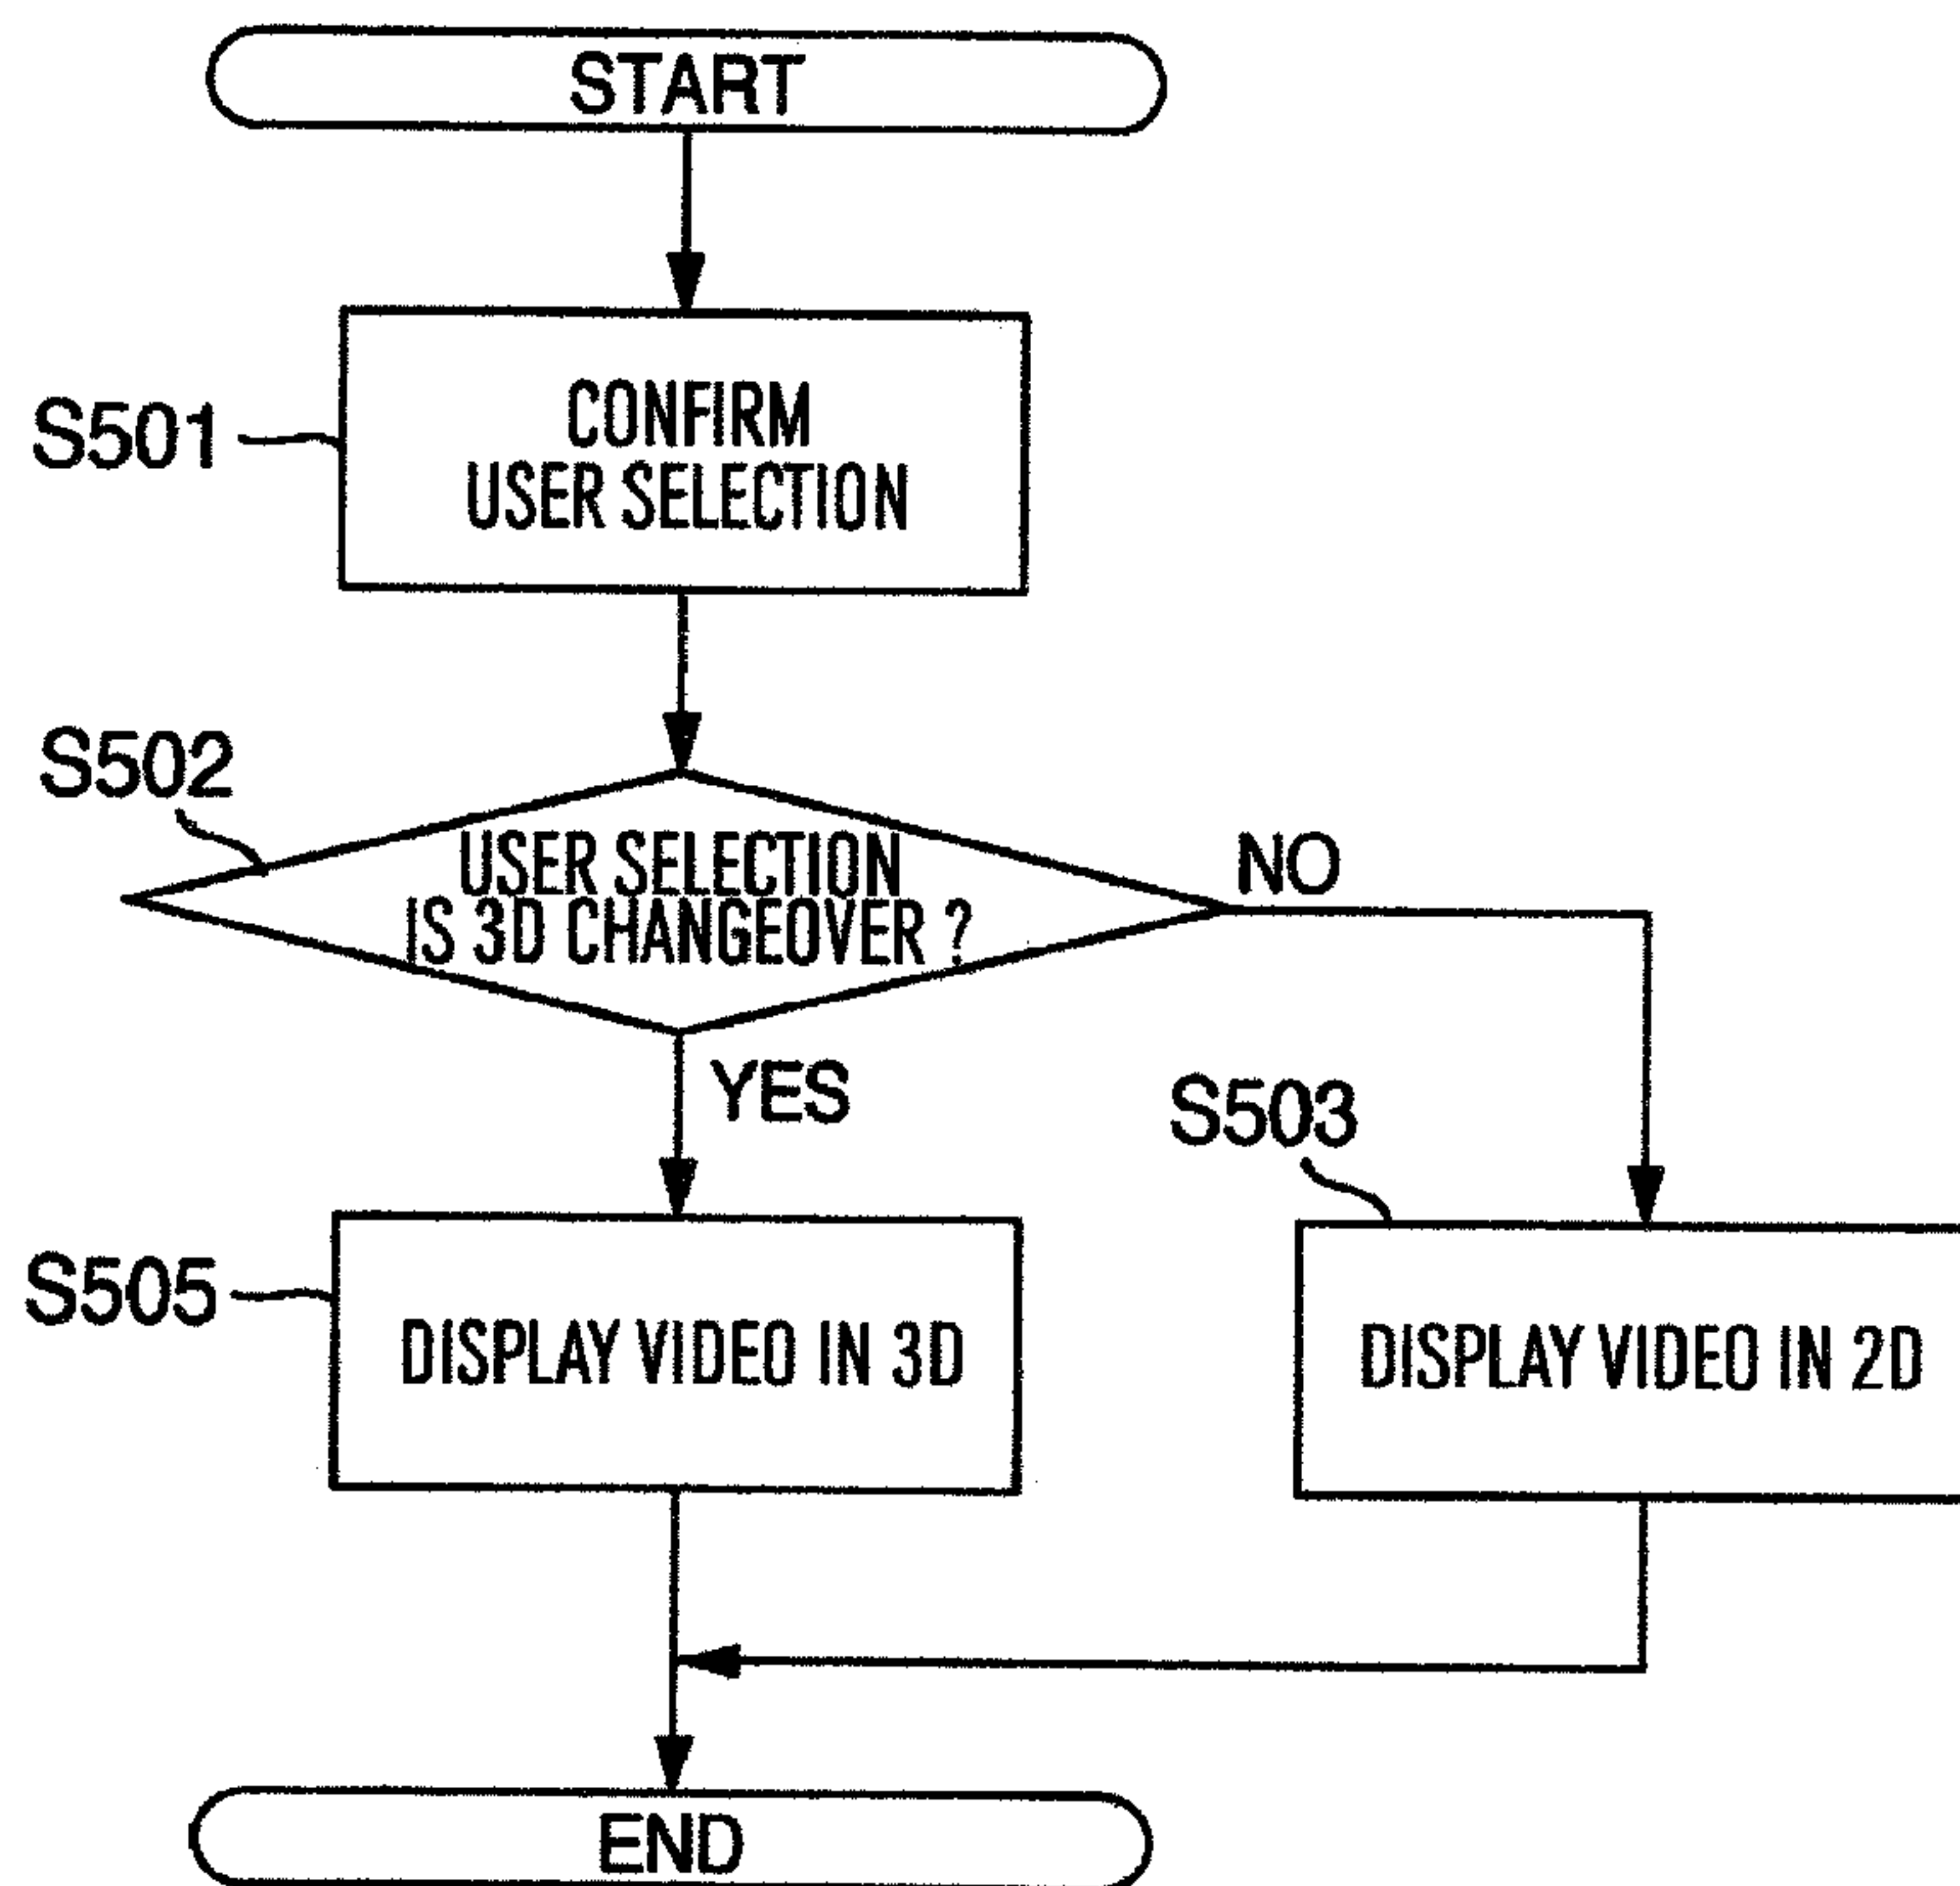 START
S501
CONFIRM
USER SELECTION
S502
USER SELECTION
IS 3D CHANGEOVER ?
NO
YES
S503
S505
DISPLAY VIDEO IN 3D
DISPLAY VIDEO IN 2D
END